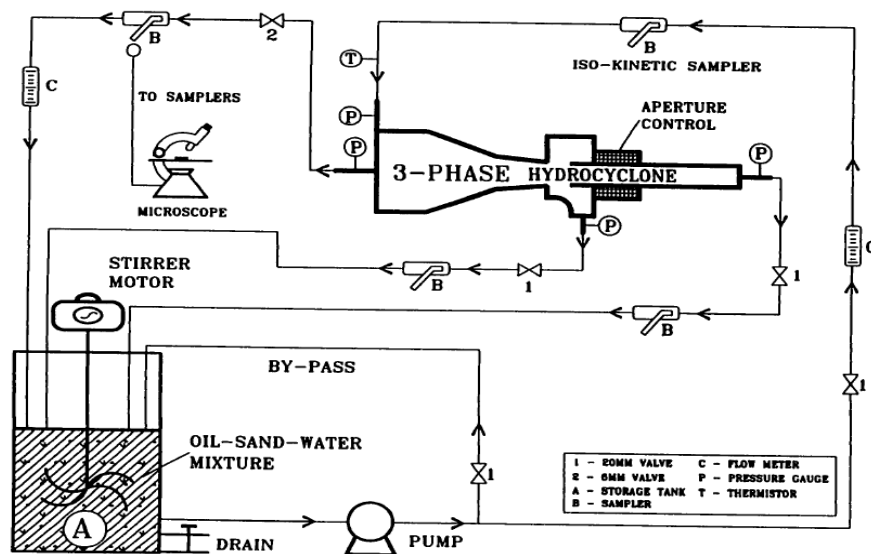 B
2
B
ISO-KINETIC SAMPLER
T
C
TO SAMPLERS
P
P
APERTURE
CONTROL
P
3-PHASE HYDROCYCLONE
MICROSCOPE
P
C
STIRRER
MOTOR
B
1
1
B
BY-PASS
1
OIL-SAND-WATER
MIXTURE
1
1 - 20MM VALVE C - FLOW METER
2 - 6MM VALVE P - PRESSURE GAUGE
A - STORAGE TANK T - THERMISTOR
B - SAMPLER
A
DRAIN
PUMP